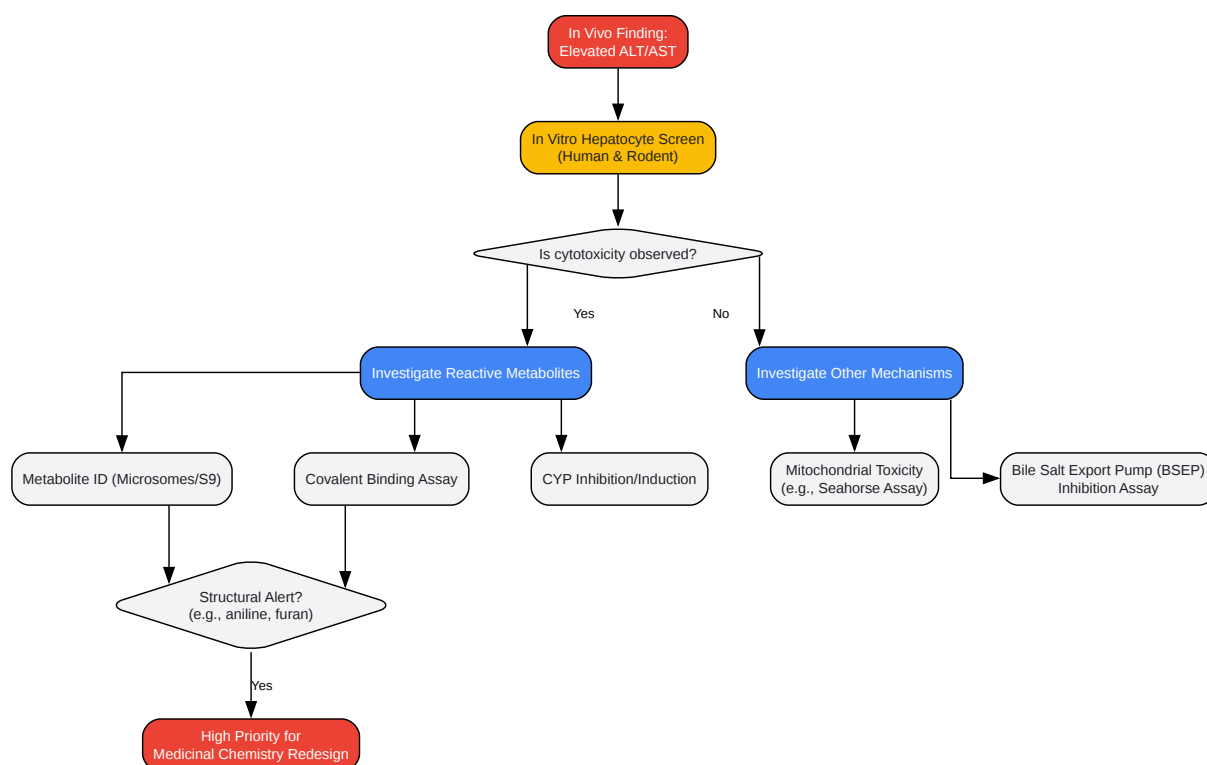 In Vivo Finding:
Elevated ALT/AST
In Vitro Hepatocyte Screen
(Human & Rodent)
Is cytotoxicity observed?
Yes
No
Investigate Reactive Metabolites
Investigate Other Mechanisms
Metabolite ID (Microsomes/S9)
Covalent Binding Assay
CYP Inhibition/Induction
Mitochondrial Toxicity
(e.g., Seahorse Assay)
Bile Salt Export Pump (BSEP)
Inhibition Assay
Structural Alert?
(e.g., aniline, furan)
Yes
High Priority for
Medicinal Chemistry Redesign